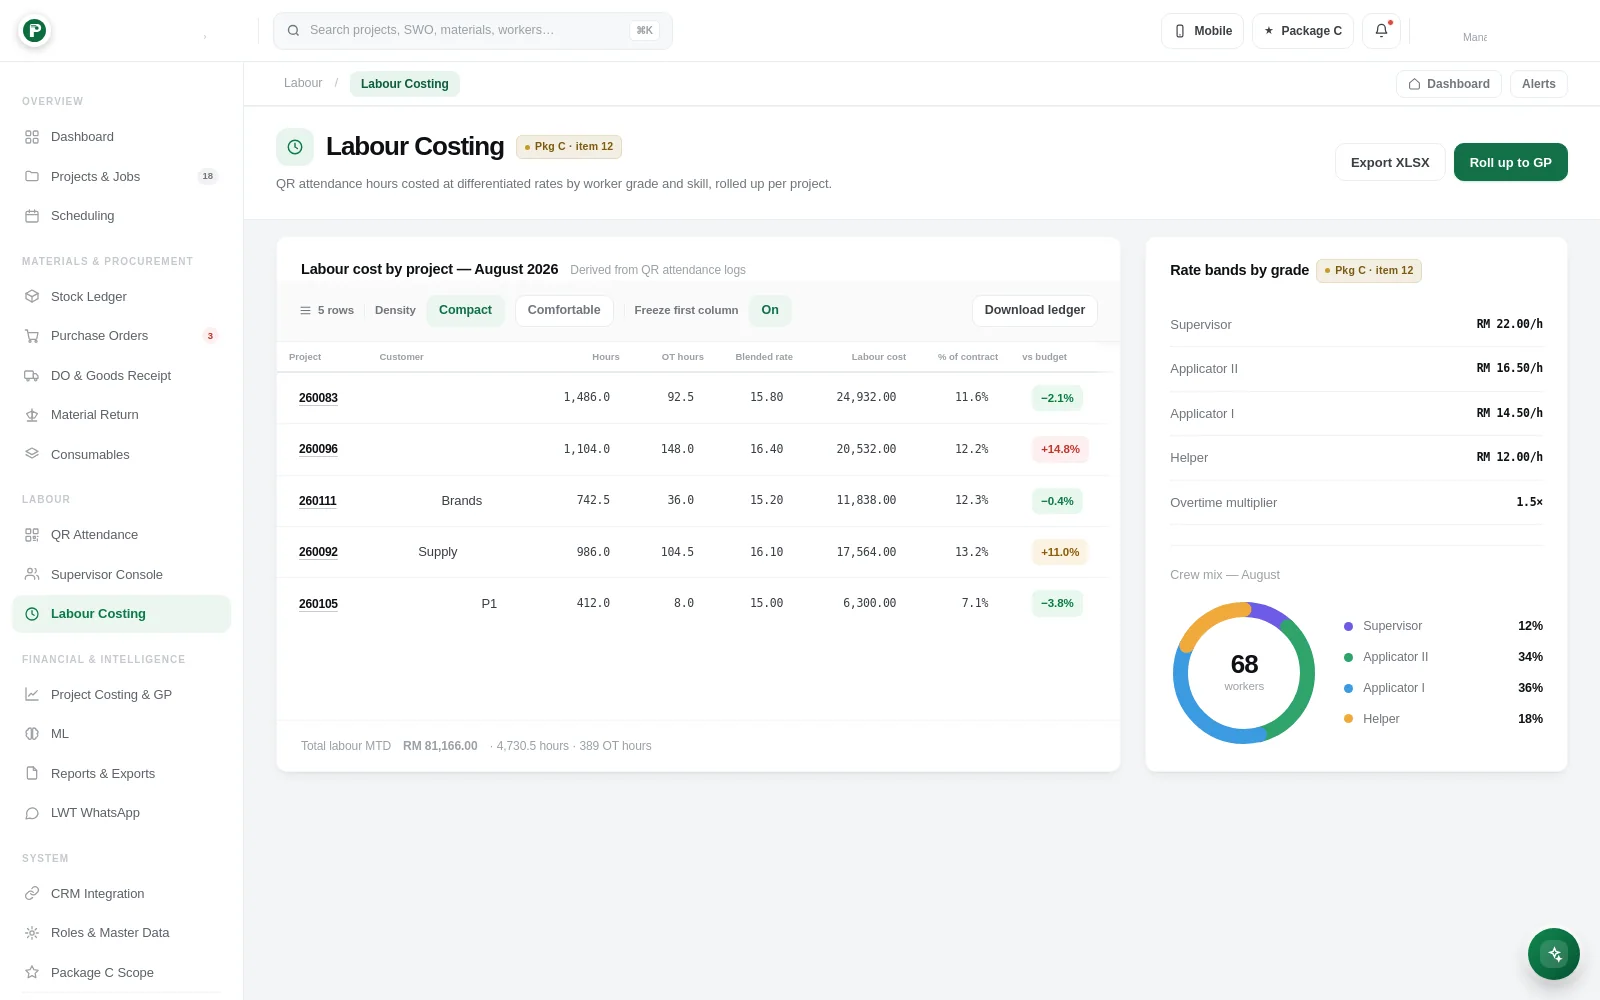 P
Search projects, SWO, materials, workers…
⌘K
Mobile
★ Package C
OVERVIEW
Dashboard
Projects & Jobs 18
Scheduling
MATERIALS & PROCUREMENT
Stock Ledger
Purchase Orders 3
DO & Goods Receipt
Material Return
Consumables
LABOUR
QR Attendance
Supervisor Console
Labour Costing
FINANCIAL & INTELLIGENCE
Project Costing & GP
ML
Reports & Exports
LWT WhatsApp
SYSTEM
CRM Integration
Roles & Master Data
Package C Scope
Labour / Labour Costing
Dashboard
Alerts
Labour Costing
Pkg C · item 12
QR attendance hours costed at differentiated rates by worker grade and skill, rolled up per project.
Export XLSX
Roll up to GP
Labour cost by project — August 2026 Derived from QR attendance logs
5 rows Density Compact Comfortable Freeze first column On Download ledger
Project Customer Hours OT hours Blended rate Labour cost % of contract vs budget
260083 1,486.0 92.5 15.80 24,932.00 11.6% −2.1%
260096 1,104.0 148.0 16.40 20,532.00 12.2% +14.8%
260111 Brands 742.5 36.0 15.20 11,838.00 12.3% −0.4%
260092 Supply 986.0 104.5 16.10 17,564.00 13.2% +11.0%
260105 P1 412.0 8.0 15.00 6,300.00 7.1% −3.8%
Total labour MTD RM 81,166.00 · 4,730.5 hours · 389 OT hours
Rate bands by grade Pkg C · item 12
Supervisor RM 22.00/h
Applicator II RM 16.50/h
Applicator I RM 14.50/h
Helper RM 12.00/h
Overtime multiplier 1.5×
Crew mix — August
68
workers
Supervisor 12%
Applicator II 34%
Applicator I 36%
Helper 18%